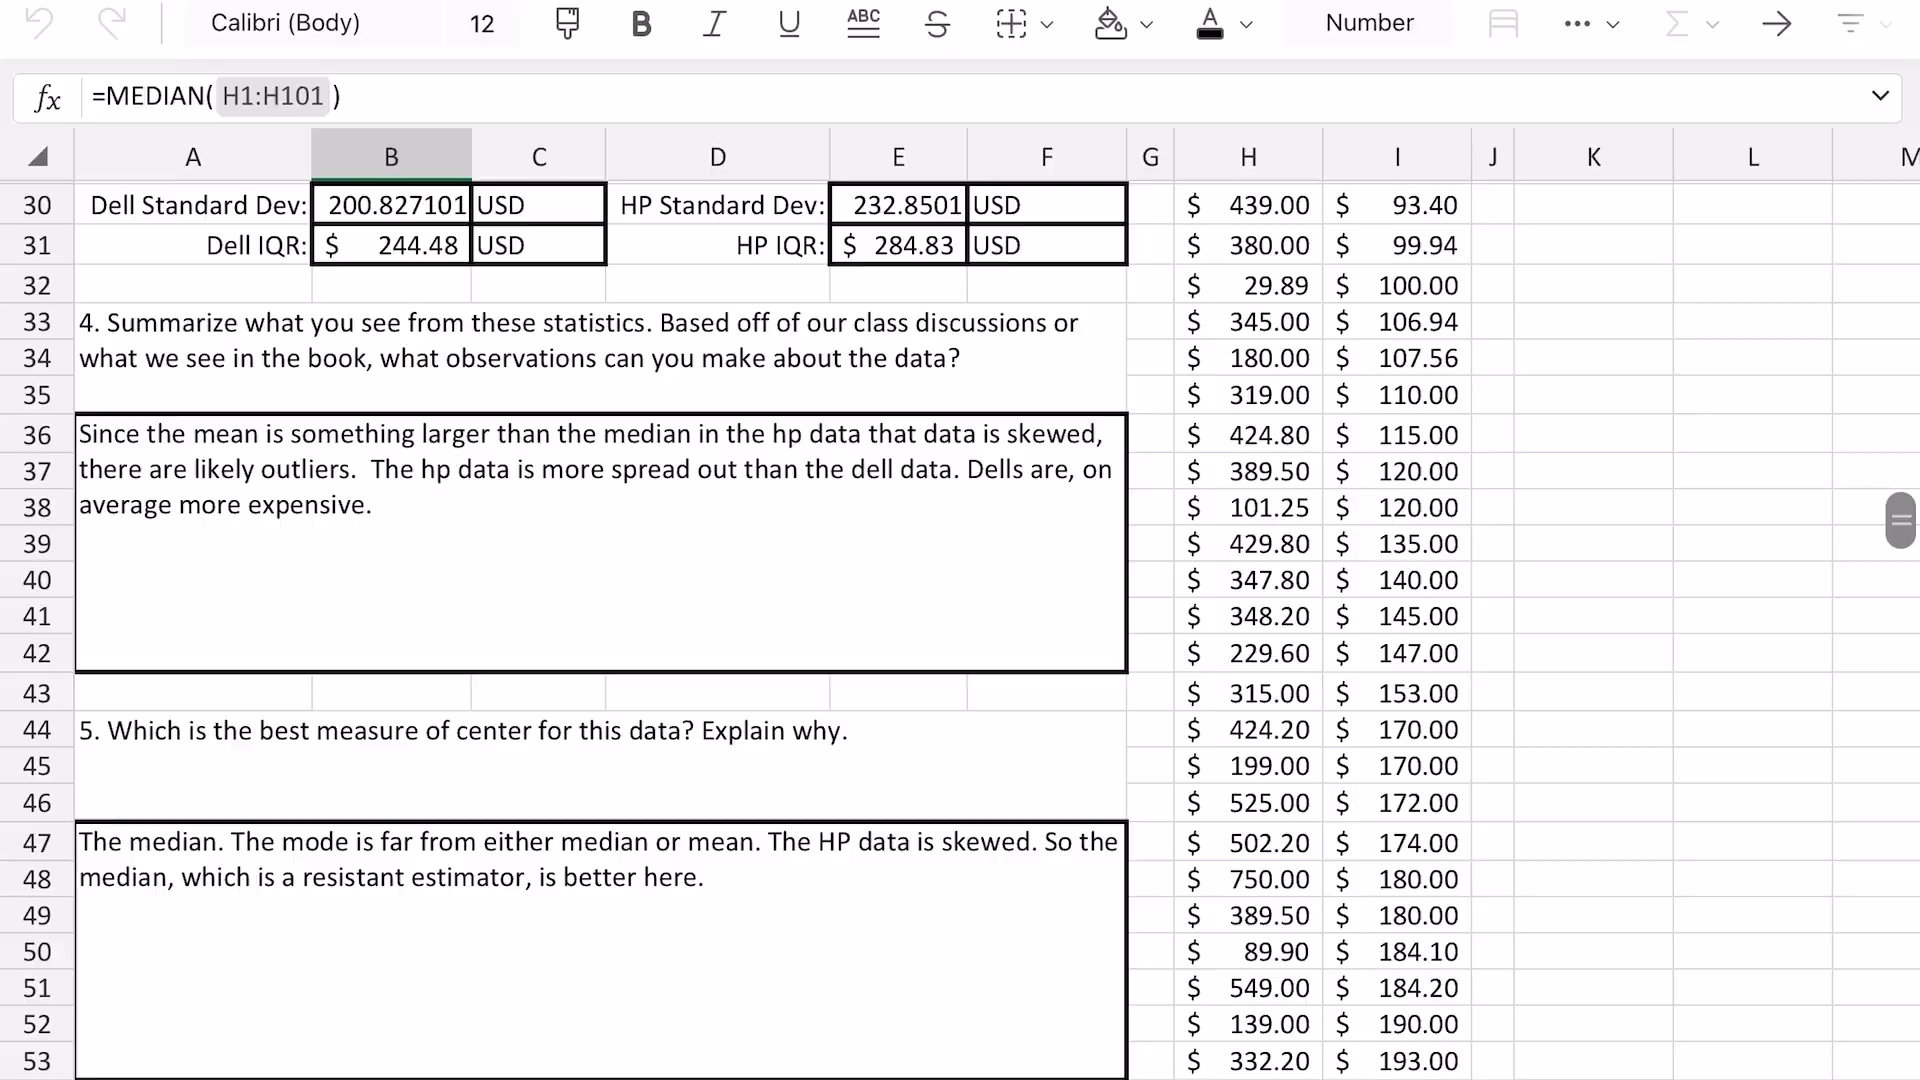 Calibri (Body) 12 B I U ABC S A Number
fx =MEDIAN( H1:H101 )
A B C D E F G H I J K L M
30 Dell Standard Dev: 200.827101 USD HP Standard Dev: 232.8501 USD $ 439.00 $ 93.40
31 Dell IQR: $ 244.48 USD HP IQR: $ 284.83 USD $ 380.00 $ 99.94
32 $ 29.89 $ 100.00
33 4. Summarize what you see from these statistics. Based off of our class discussions or $ 345.00 $ 106.94
34 what we see in the book, what observations can you make about the data? $ 180.00 $ 107.56
35 $ 319.00 $ 110.00
36 Since the mean is something larger than the median in the hp data that data is skewed, $ 424.80 $ 115.00
37 there are likely outliers. The hp data is more spread out than the dell data. Dells are, on $ 389.50 $ 120.00
38 average more expensive. $ 101.25 $ 120.00
39 $ 429.80 $ 135.00
40 $ 347.80 $ 140.00
41 $ 348.20 $ 145.00
42 $ 229.60 $ 147.00
43 $ 315.00 $ 153.00
44 5. Which is the best measure of center for this data? Explain why. $ 424.20 $ 170.00
45 $ 199.00 $ 170.00
46 $ 525.00 $ 172.00
47 The median. The mode is far from either median or mean. The HP data is skewed. So the $ 502.20 $ 174.00
48 median, which is a resistant estimator, is better here. $ 750.00 $ 180.00
49 $ 389.50 $ 180.00
50 $ 89.90 $ 184.10
51 $ 549.00 $ 184.20
52 $ 139.00 $ 190.00
53 $ 332.20 $ 193.00